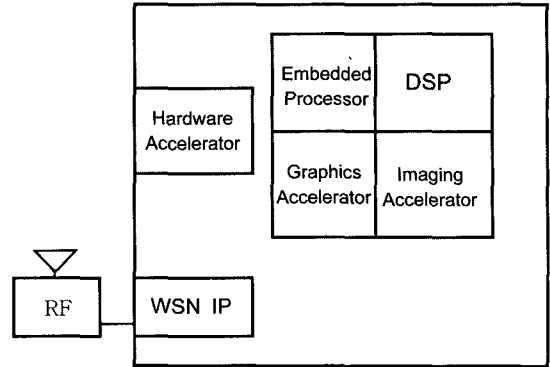 Embedded
Processor
DSP
Hardware
Accelerator
Graphics
Accelerator
Imaging
Accelerator
RF
WSN IP